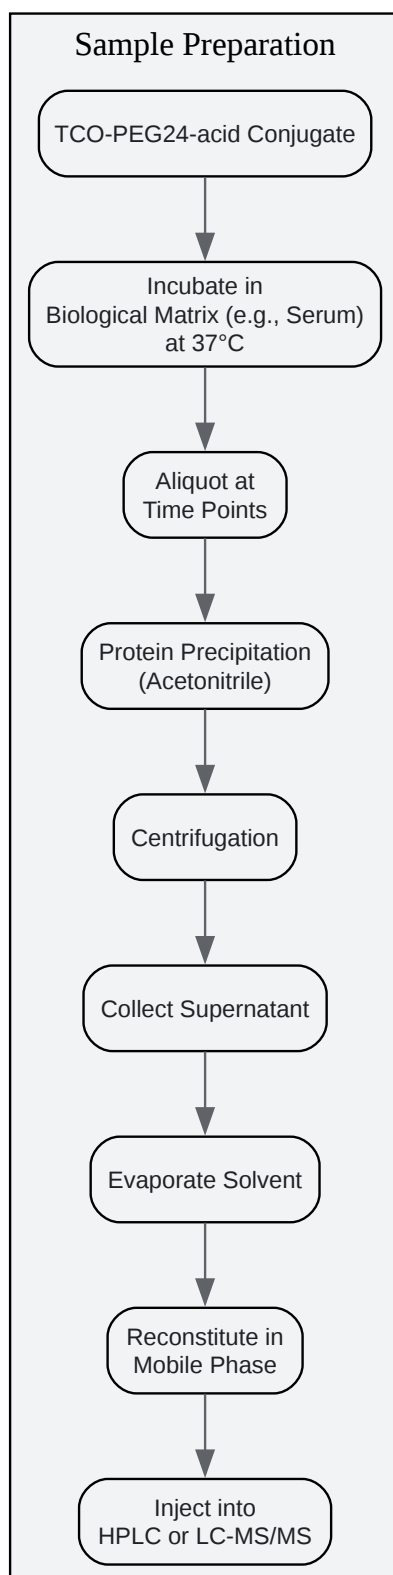 Sample Preparation
TCO-PEG24-acid Conjugate
Incubate in
Biological Matrix (e.g., Serum)
at 37°C
Aliquot at
Time Points
Protein Precipitation
(Acetonitrile)
Centrifugation
Collect Supernatant
Evaporate Solvent
Reconstitute in
Mobile Phase
Inject into
HPLC or LC-MS/MS